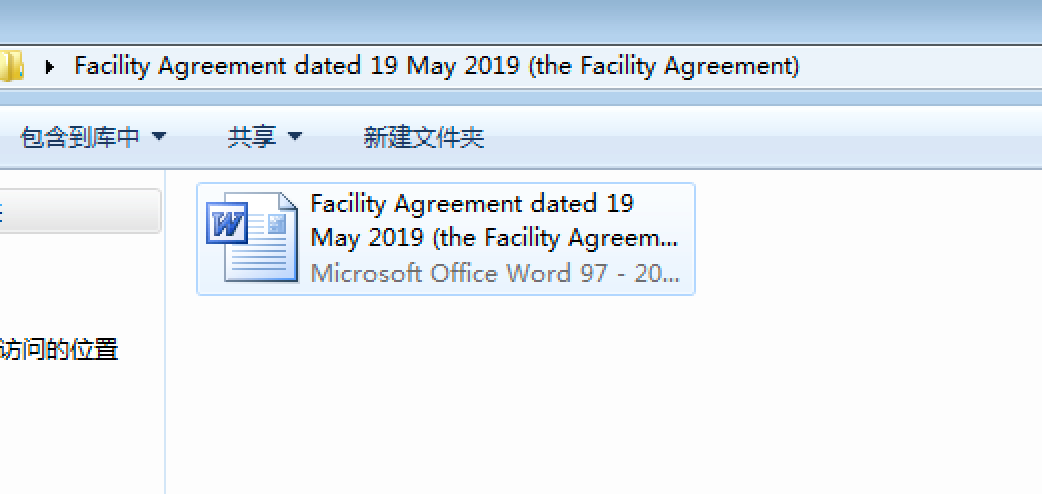 Facility Agreement dated 19 May 2019 (the Facility Agreement)
包含到库中 共享 新建文件夹
Facility Agreement dated 19
May 2019 (the Facility Agreem...
Microsoft Office Word 97 - 20...
访问的位置